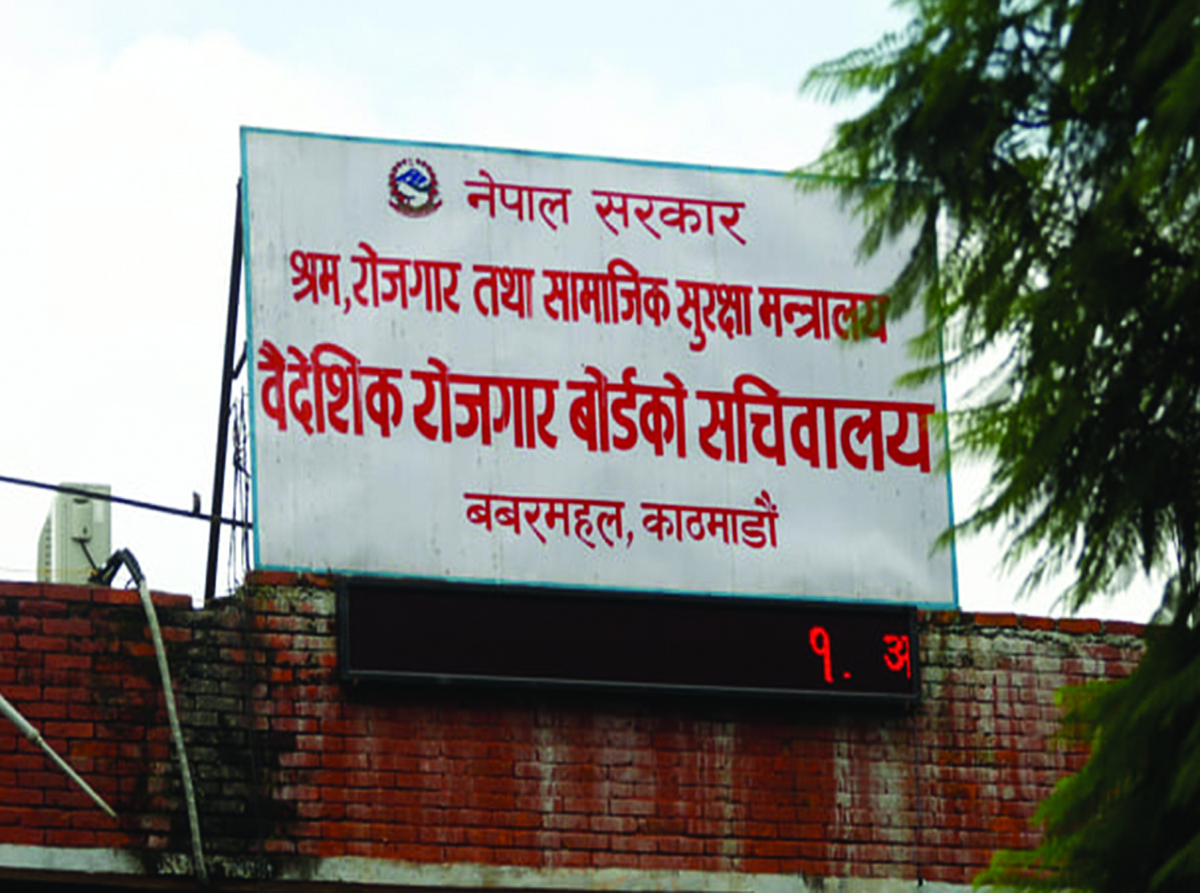 नेपाल सरकार
श्रम, रोजगार तथा सामाजिक सुरक्षा मन्त्रालय
वैदेशिक रोजगार बोर्डको सचिवालय
बबरमहल, काठमाडौं
१. अ